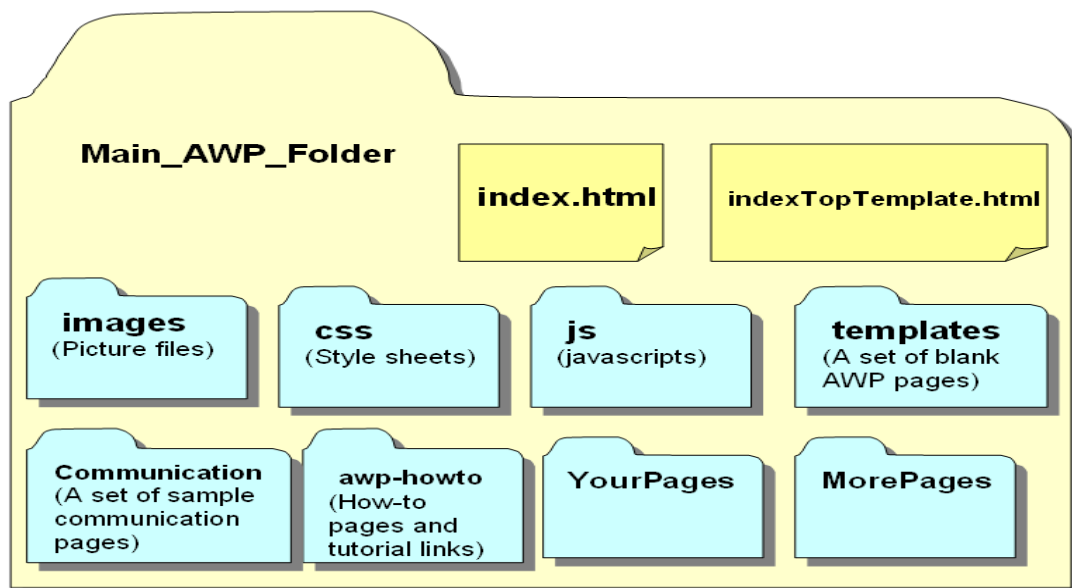 Main_AWP_Folder
index.html
indexTopTemplate.html
images
(Picture files)
css
(Style sheets)
js
(javascripts)
templates
(A set of blank
AWP pages)
Communication
(A set of sample
communication
pages)
awp-howto
(How-to
pages and
tutorial links)
YourPages
MorePages